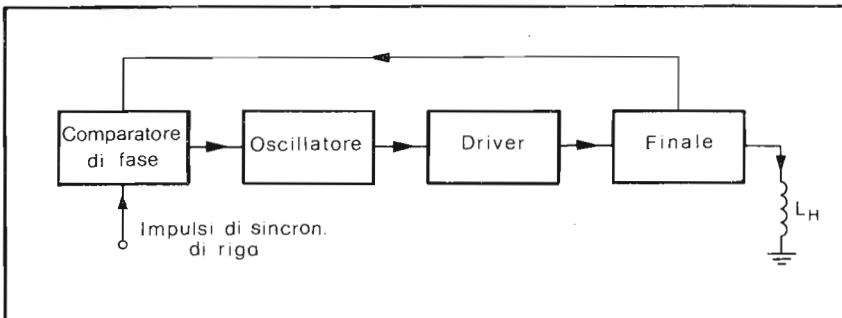 Comparatore
di fase
Oscillatore
Driver
Finale
L_H
Impulsi di sincron.
di riga